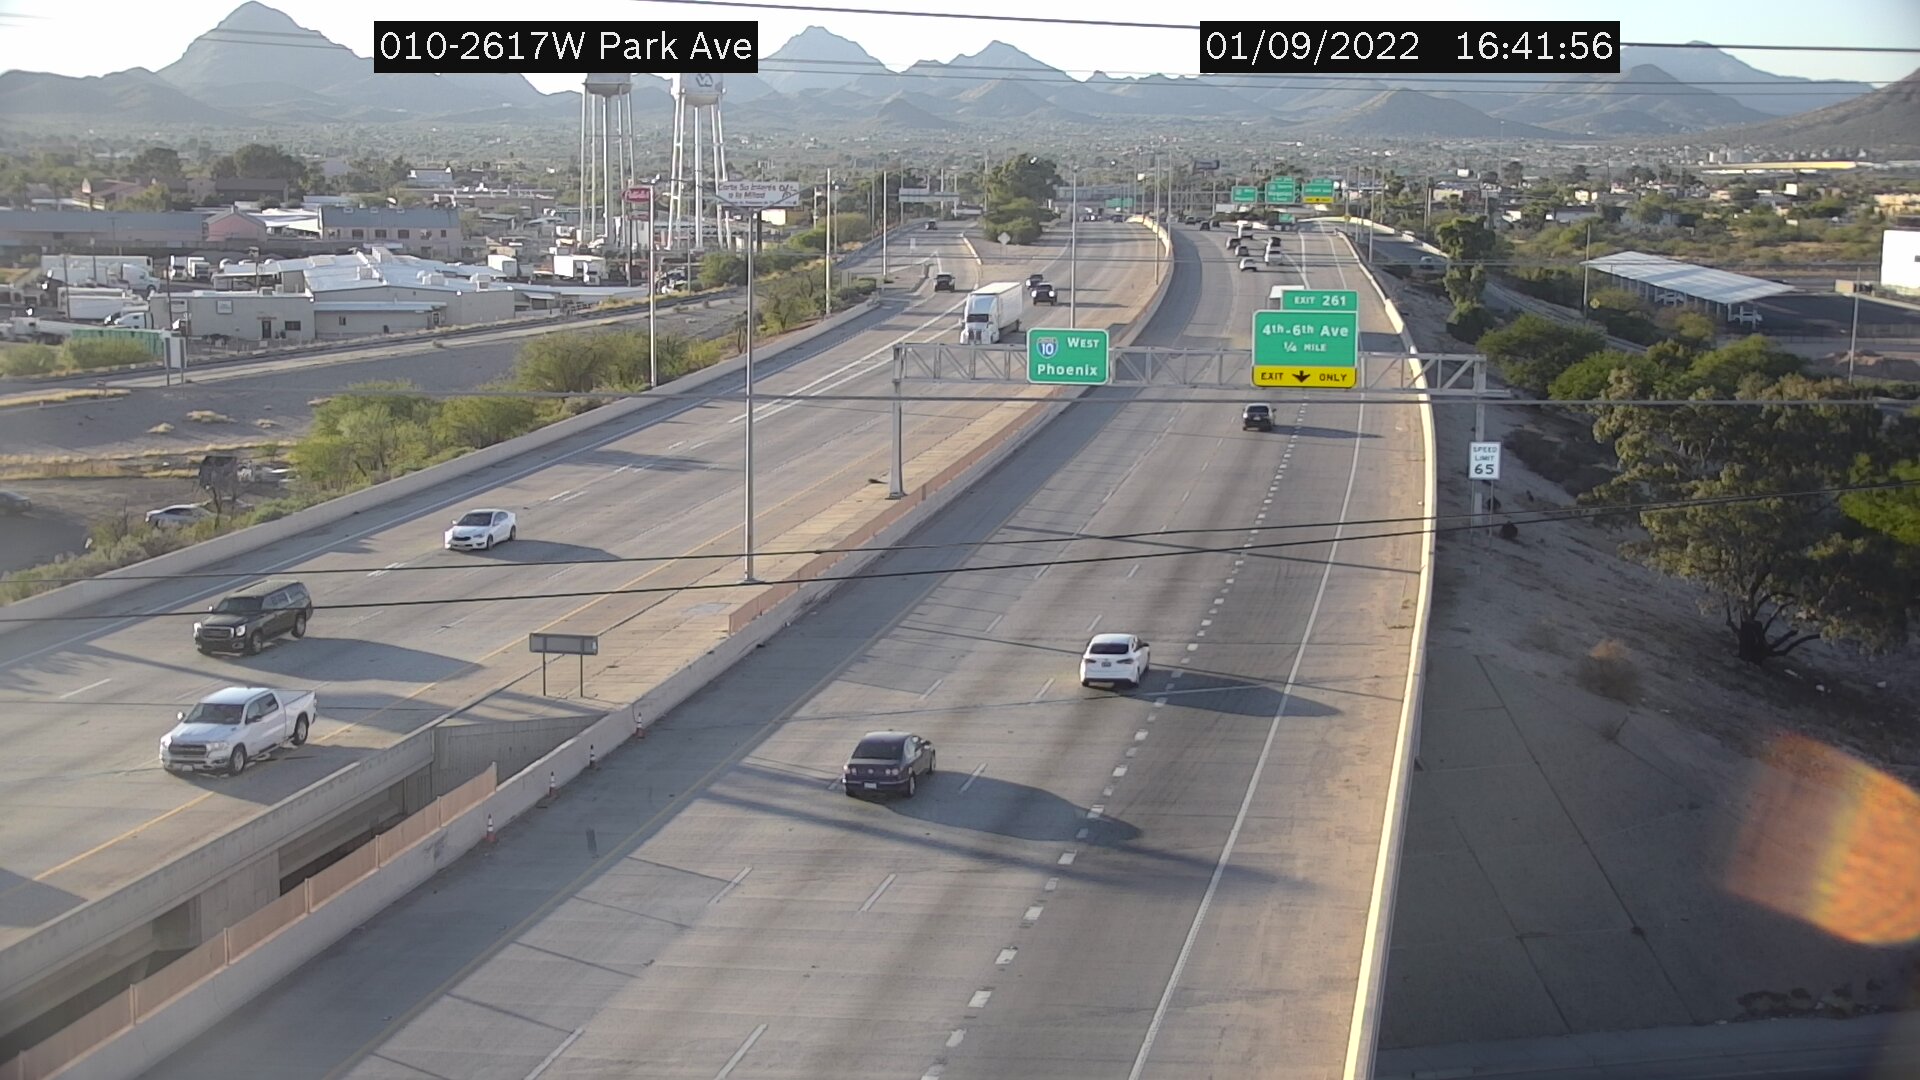 010-2617W Park Ave
01/09/2022 16:41:56
EXIT 261
4th-6th Ave
1/4 MILE
EXIT ONLY
10 WEST
Phoenix
SPEED
LIMIT
65